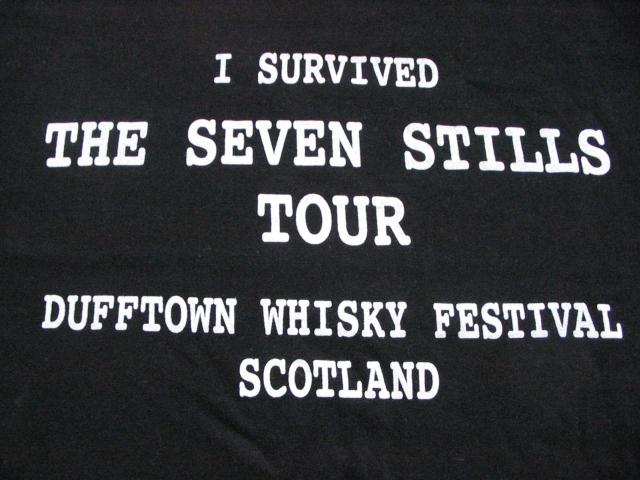 I SURVIVED
THE SEVEN STILLS
TOUR
DUFFTOWN WHISKY FESTIVAL
SCOTLAND